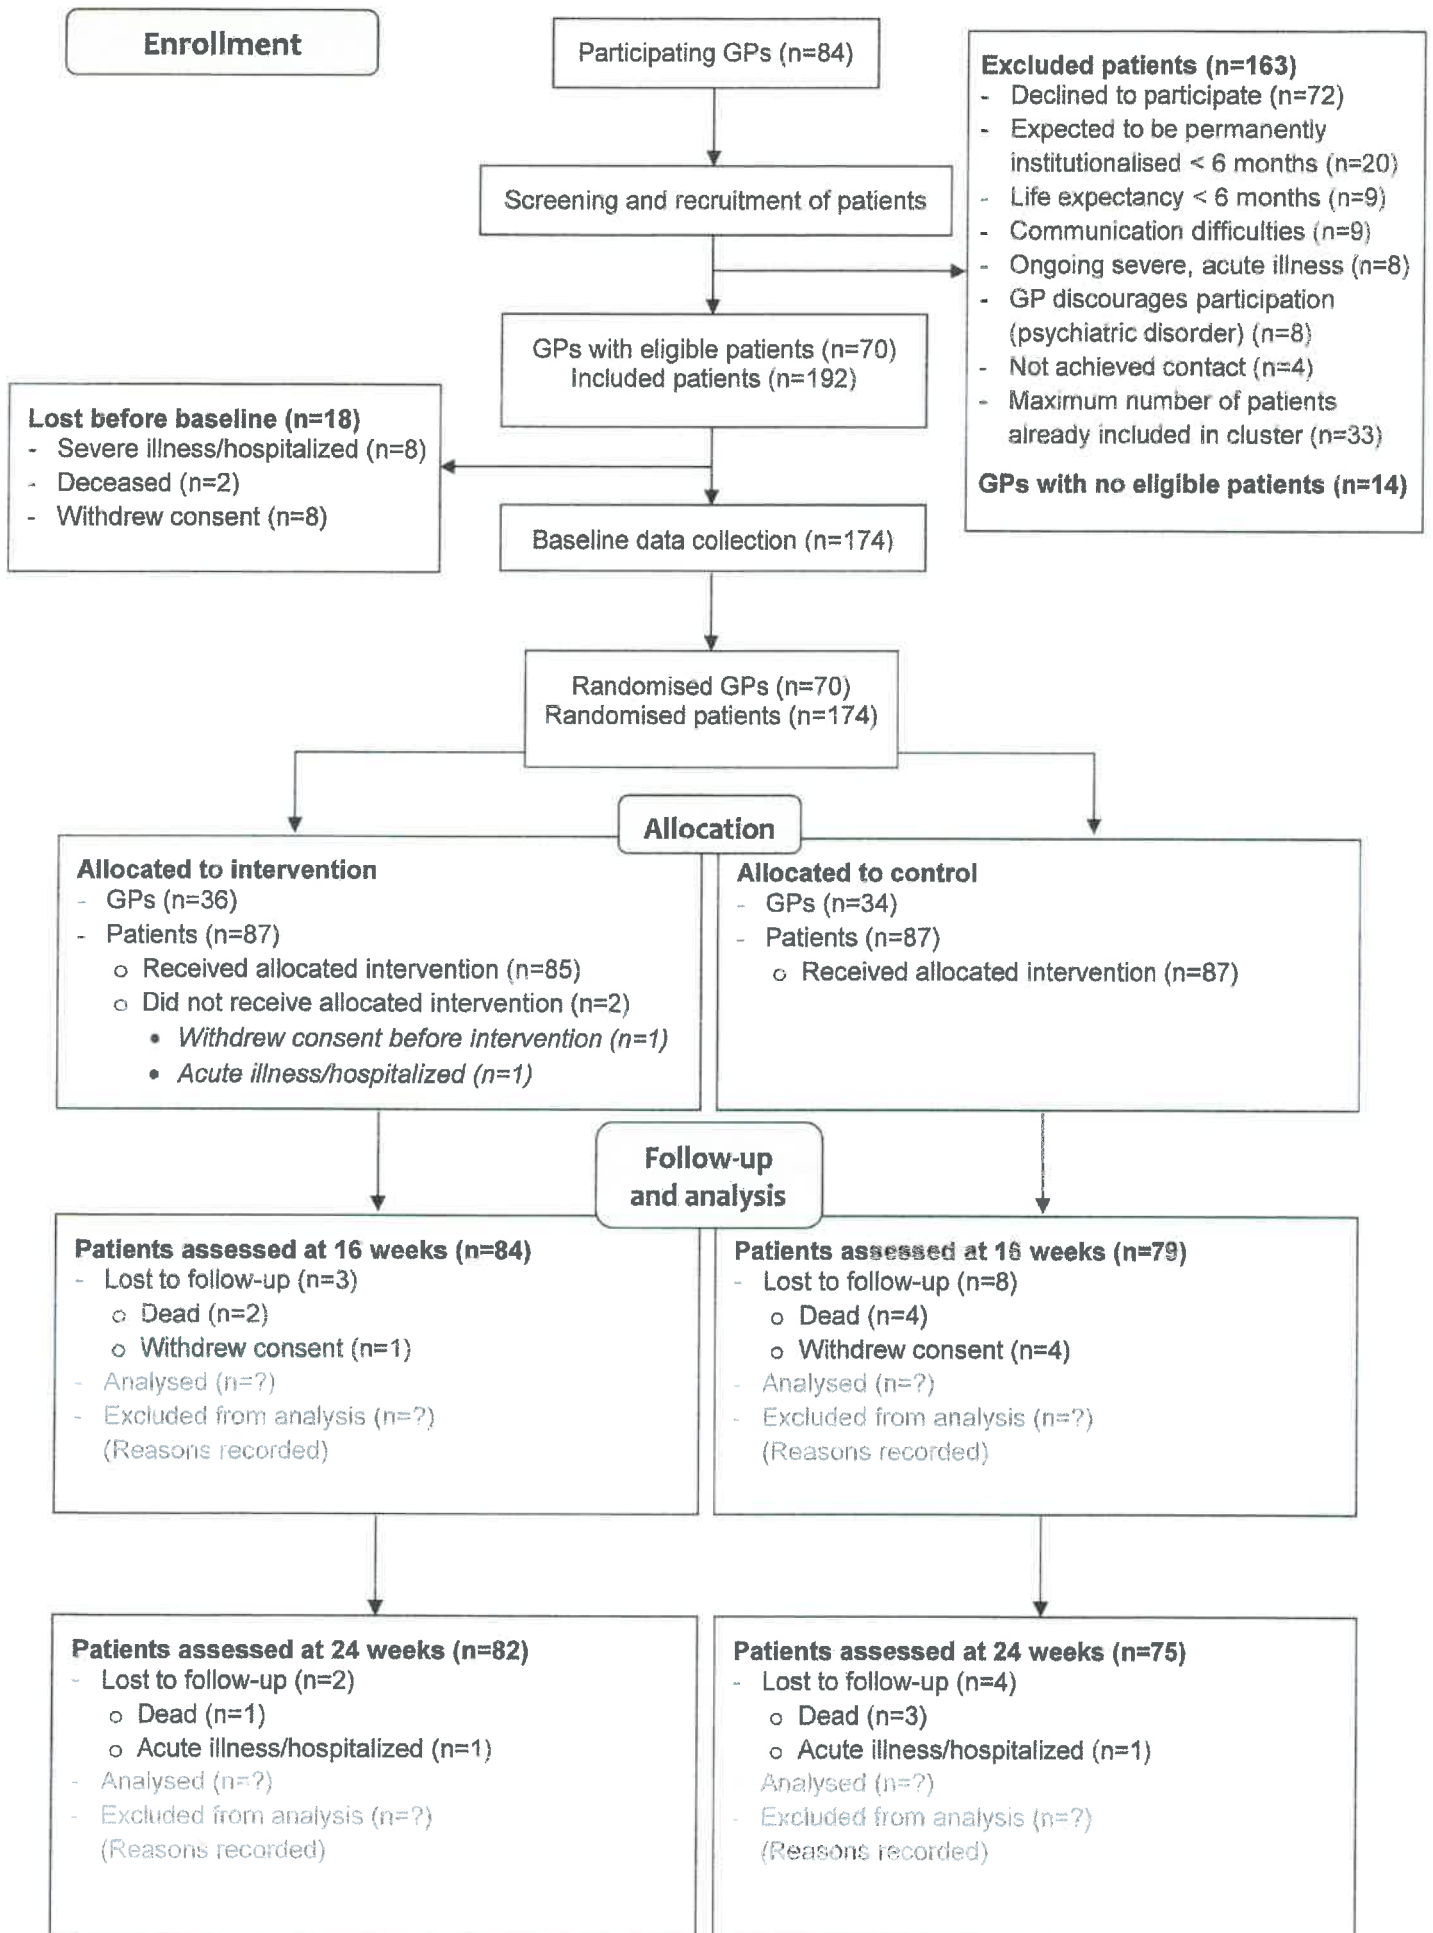 Enrollment
Participating GPs (n=84)
Screening and recruitment of patients
Excluded patients (n=163)
- Declined to participate (n=72)
- Expected to be permanently
institutionalised < 6 months (n=20)
- Life expectancy < 6 months (n=9)
- Communication difficulties (n=9)
- Ongoing severe, acute illness (n=8)
- GP discourages participation
(psychiatric disorder) (n=8)
- Not achieved contact (n=4)
- Maximum number of patients
already included in cluster (n=33)
GPs with no eligible patients (n=14)
GPs with eligible patients (n=70)
Included patients (n=192)
Lost before baseline (n=18)
- Severe illness/hospitalized (n=8)
- Deceased (n=2)
- Withdrew consent (n=8)
Baseline data collection (n=174)
Randomised GPs (n=70)
Randomised patients (n=174)
Allocation
Allocated to intervention
- GPs (n=36)
- Patients (n=87)
o Received allocated intervention (n=85)
o Did not receive allocated intervention (n=2)
• Withdrew consent before intervention (n=1)
• Acute illness/hospitalized (n=1)
Allocated to control
- GPs (n=34)
- Patients (n=87)
o Received allocated intervention (n=87)
Follow-up
and analysis
Patients assessed at 16 weeks (n=84)
- Lost to follow-up (n=3)
o Dead (n=2)
o Withdrew consent (n=1)
- Analysed (n=?)
- Excluded from analysis (n=?)
(Reasons recorded)
Patients assessed at 16 weeks (n=79)
- Lost to follow-up (n=8)
o Dead (n=4)
o Withdrew consent (n=4)
- Analysed (n=?)
- Excluded from analysis (n=?)
(Reasons recorded)
Patients assessed at 24 weeks (n=82)
- Lost to follow-up (n=2)
o Dead (n=1)
o Acute illness/hospitalized (n=1)
- Analysed (n=?)
- Excluded from analysis (n=?)
(Reasons recorded)
Patients assessed at 24 weeks (n=75)
- Lost to follow-up (n=4)
o Dead (n=3)
o Acute illness/hospitalized (n=1)
- Analysed (n=?)
- Excluded from analysis (n=?)
(Reasons recorded)